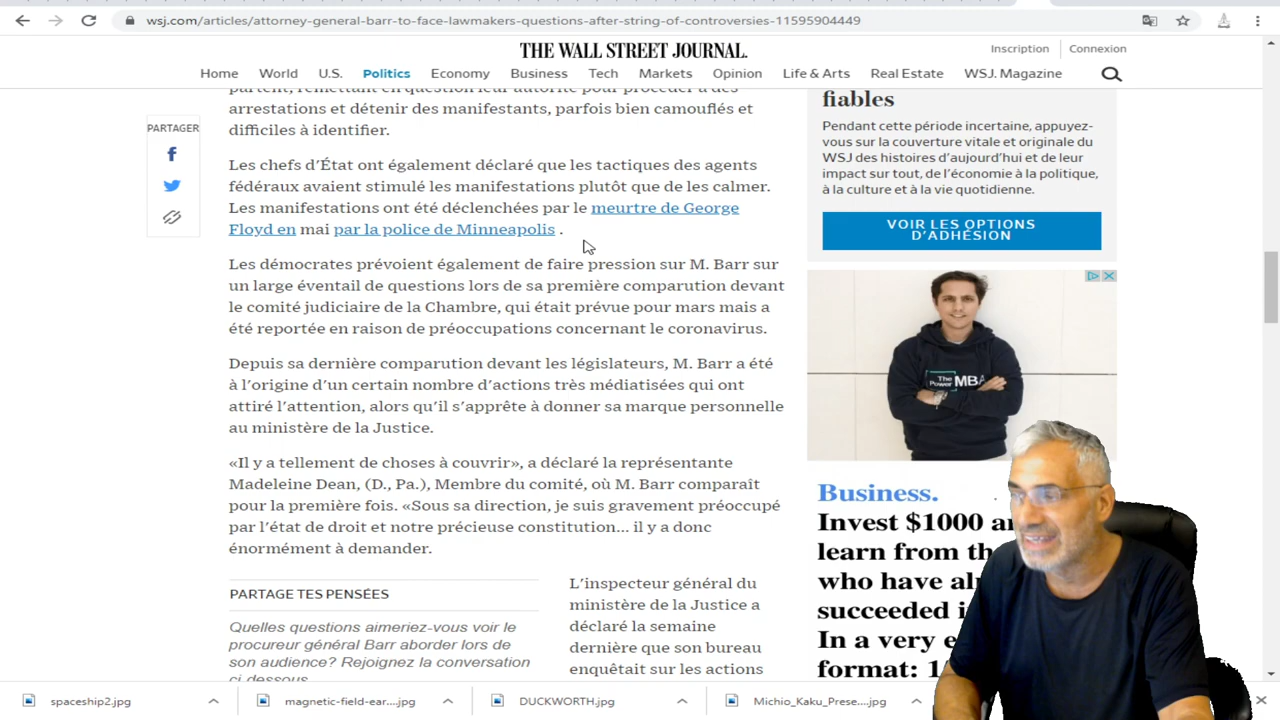 wsj.com/articles/attorney-general-barr-to-face-lawmakers-questions-after-string-of-controversies-11595904449
THE WALL STREET JOURNAL.
Inscription
Connexion
Home World U.S. Politics Economy Business Tech Markets Opinion Life & Arts Real Estate WSJ. Magazine
PARTAGER
arrestations et détenir des manifestants, parfois bien camouflés et
difficiles à identifier.
Les chefs d'État ont également déclaré que les tactiques des agents
fédéraux avaient stimulé les manifestations plutôt que de les calmer.
Les manifestations ont été déclenchées par le meurtre de George
Floyd en mai par la police de Minneapolis .
Les démocrates prévoient également de faire pression sur M. Barr sur
un large éventail de questions lors de sa première comparution devant
le comité judiciaire de la Chambre, qui était prévue pour mars mais a
été reportée en raison de préoccupations concernant le coronavirus.
Depuis sa dernière comparution devant les législateurs, M. Barr a été
à l'origine d'un certain nombre d'actions très médiatisées qui ont
attiré l'attention, alors qu'il s'apprête à donner sa marque personnelle
au ministère de la Justice.
«Il y a tellement de choses à couvrir», a déclaré la représentante
Madeleine Dean, (D., Pa.), Membre du comité, où M. Barr comparaît
pour la première fois. «Sous sa direction, je suis gravement préoccupé
par l'état de droit et notre précieuse constitution... il y a donc
énormément à demander.
PARTAGE TES PENSÉES
Quelles questions aimeriez-vous voir le
procureur général Barr aborder lors de
son audience? Rejoignez la conversation
ci-dessous
L'inspecteur général du
ministère de la Justice a
déclaré la semaine
dernière que son bureau
enquêtait sur les actions
fiables
Pendant cette période incertaine, appuyez-
vous sur la couverture vitale et originale du
WSJ des histoires d'aujourd'hui et de leur
impact sur tout, de l'économie à la politique,
à la culture et à la vie quotidienne.
VOIR LES OPTIONS
D'ADHÉSION
The
Power MBA
Business.
Invest $1000
learn from
who have
succeeded
In a very
format:
spaceship2.jpg
magnetic-field-ear....jpg
DUCKWORTH.jpg
Michio_Kaku_Prese....jpg